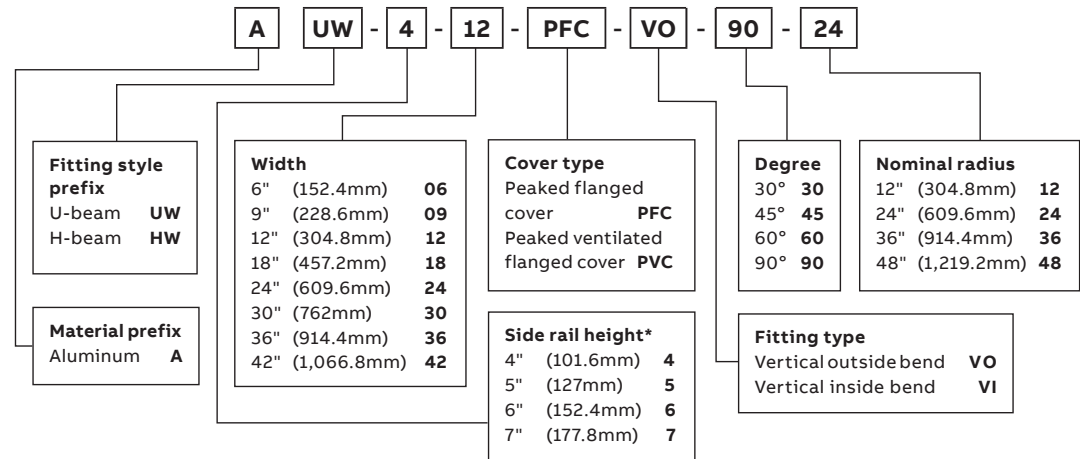 A UW - 4 - 12 - PFC - VO - 90 - 24
Fitting style
prefix
U-beam UW
H-beam HW
Material prefix
Aluminum A
Width
6" (152.4mm) 06
9" (228.6mm) 09
12" (304.8mm) 12
18" (457.2mm) 18
24" (609.6mm) 24
30" (762mm) 30
36" (914.4mm) 36
42" (1,066.8mm) 42
Cover type
Peaked flanged
cover PFC
Peaked ventilated
flanged cover PVC
Side rail height*
4" (101.6mm) 4
5" (127mm) 5
6" (152.4mm) 6
7" (177.8mm) 7
Degree
30° 30
45° 45
60° 60
90° 90
Nominal radius
12" (304.8mm) 12
24" (609.6mm) 24
36" (914.4mm) 36
48" (1,219.2mm) 48
Fitting type
Vertical outside bend VO
Vertical inside bend VI